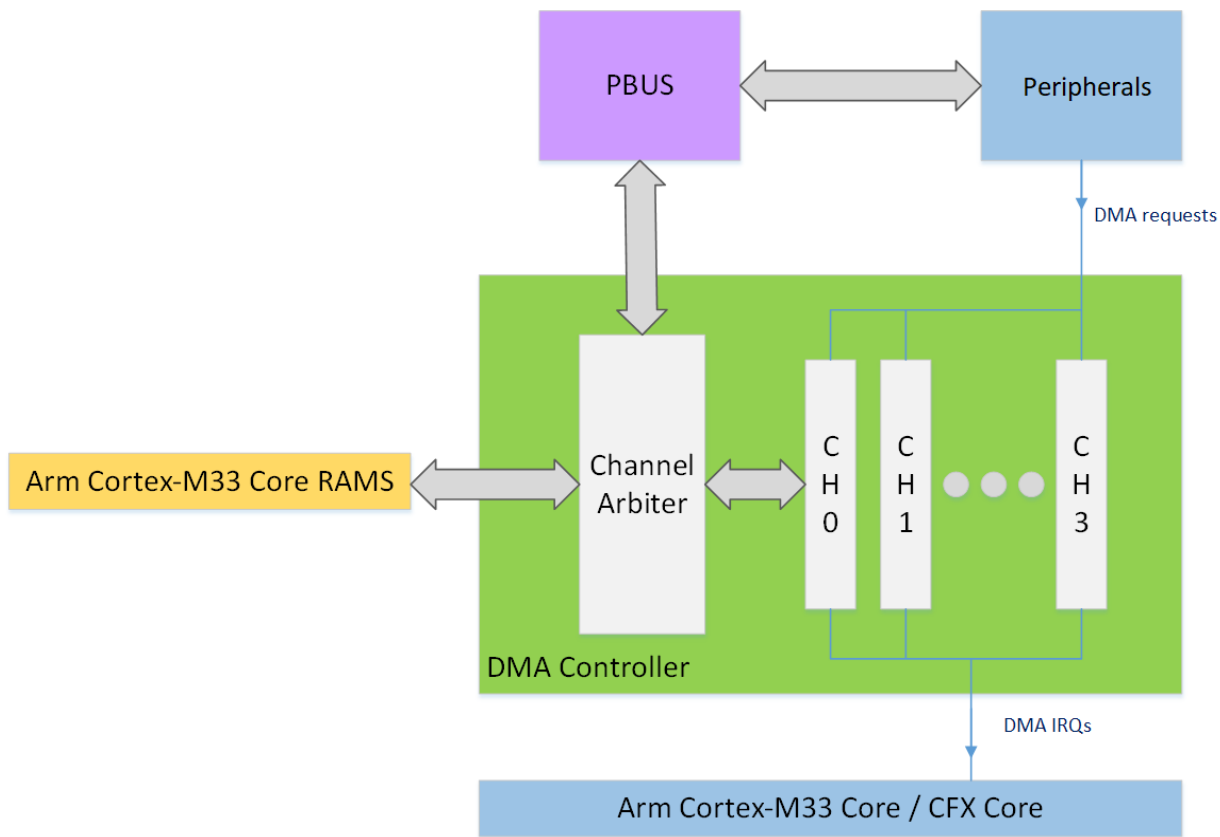 PBUS
Peripherals
DMA requests
Arm Cortex-M33 Core RAMS
Channel
Arbiter
C
H
0
C
H
1
C
H
3
DMA Controller
DMA IRQs
Arm Cortex-M33 Core / CFX Core